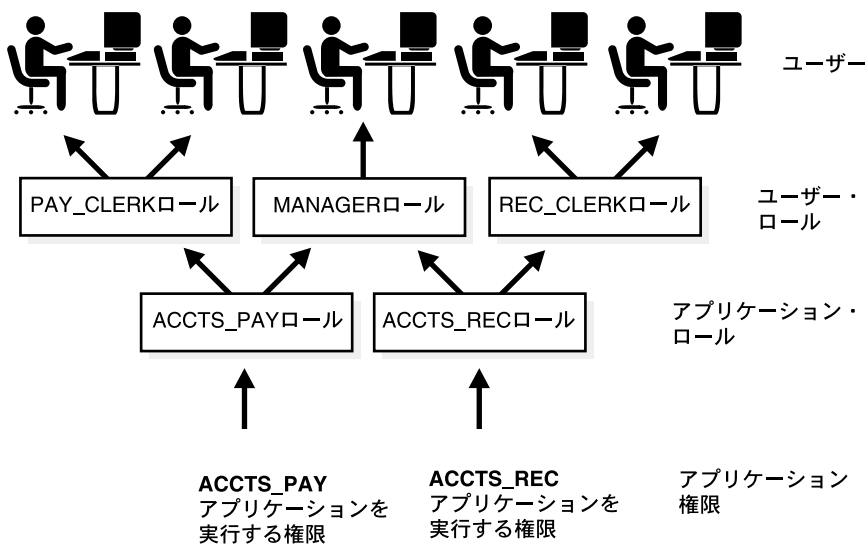 ユーザー
PAY_CLERKロール
MANAGERロール
REC_CLERKロール
ユーザー・
ロール
ACCTS_PAYロール
ACCTS_RECロール
アプリケーション・
ロール
ACCTS_PAY
アプリケーションを
実行する権限
ACCTS_REC
アプリケーションを
実行する権限
アプリケーション
権限